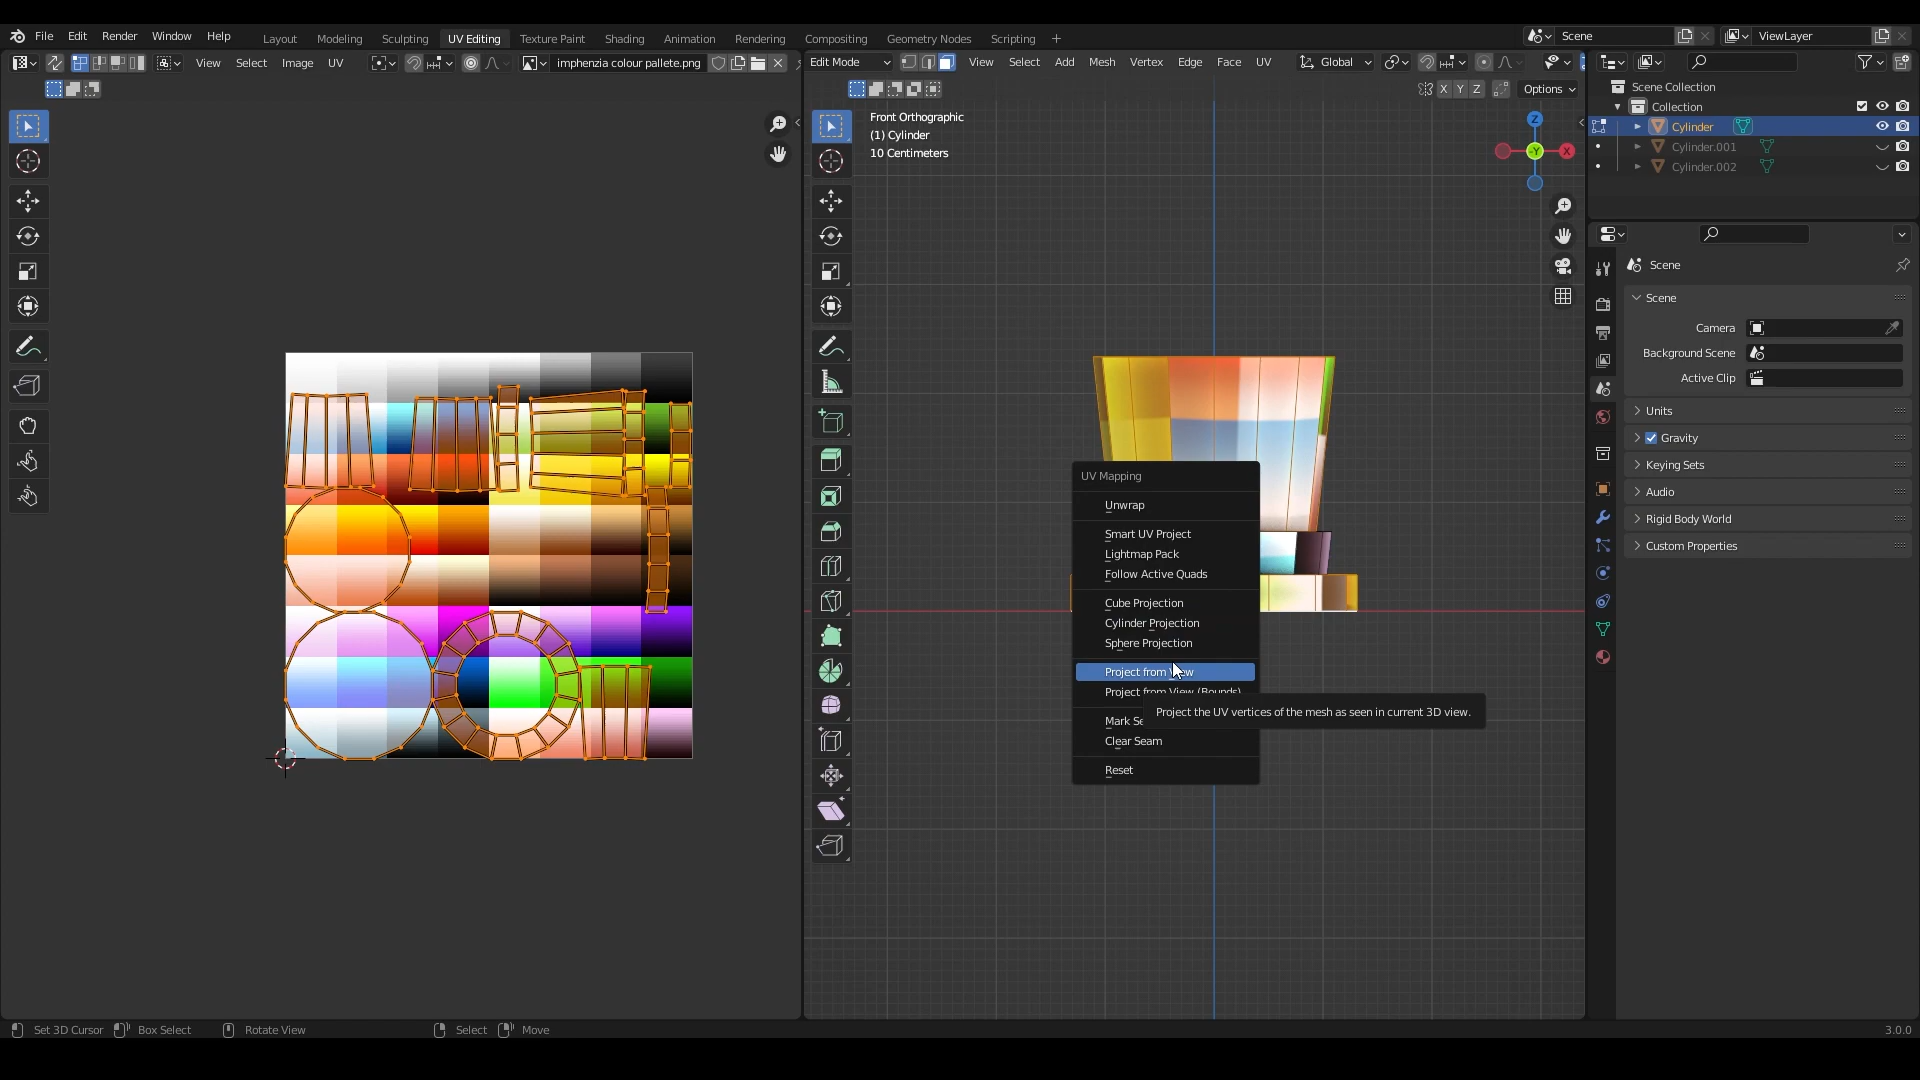 File Edit Render Window Help
Layout Modeling Sculpting UV Editing Texture Paint Shading Animation Rendering Compositing Geometry Nodes Scripting +
Scene
ViewLayer
View Select Image UV
imphenzia colour pallete.png
Edit Mode
View Select Add Mesh Vertex Edge Face UV
Global
X Y Z
Options
Front Orthographic
(1) Cylinder
10 Centimeters
Z
-Y
X
UV Mapping
Unwrap
Smart UV Project
Lightmap Pack
Follow Active Quads
Cube Projection
Cylinder Projection
Sphere Projection
Project from View
Project from View (Bounds)
Project the UV vertices of the mesh as seen in current 3D view.
Mark Se
Clear Seam
Reset
Scene Collection
Collection
Cylinder
Cylinder.001
Cylinder.002
Scene
Scene
Camera
Background Scene
Active Clip
Units
Gravity
Keying Sets
Audio
Rigid Body World
Custom Properties
Set 3D Cursor
Box Select
Rotate View
Select
Move
3.0.0